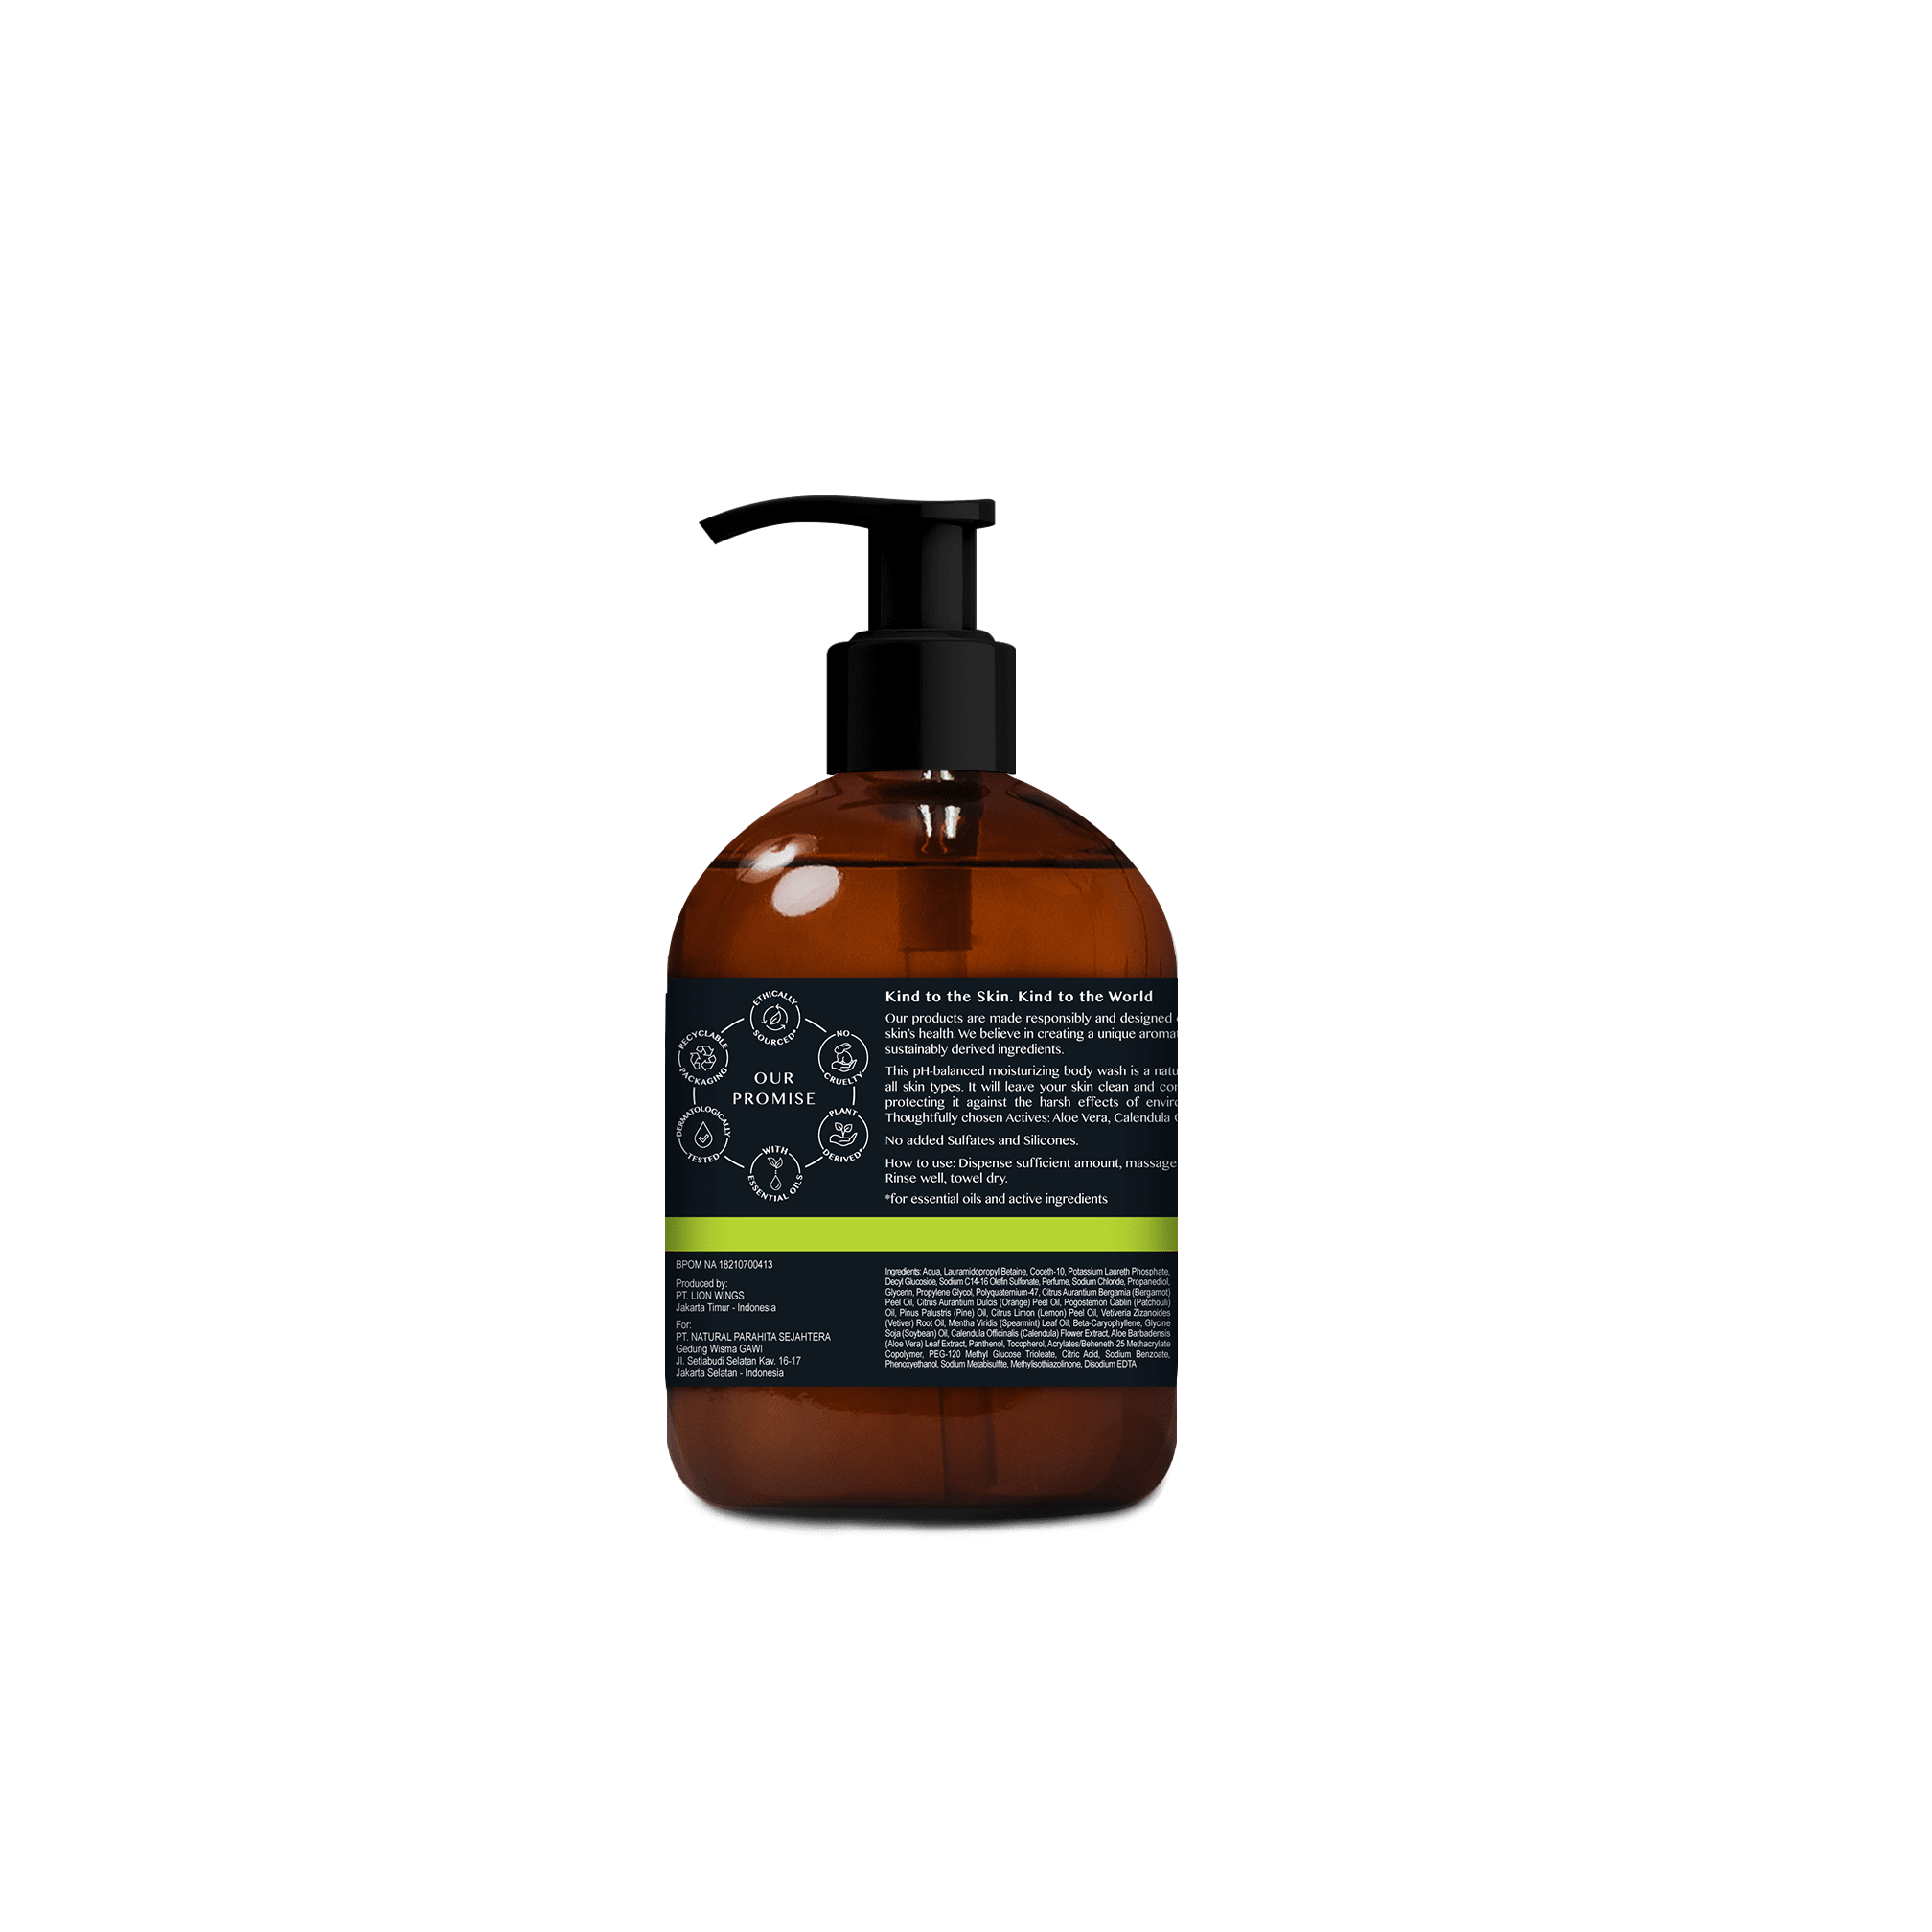 ETHICALLY
SOURCED*
NO
CRUELTY
PLANT
DERIVED*
WITH
ESSENTIAL OILS
DERMATOLOGICALLY
TESTED
RECYCLABLE
PACKAGING
OUR
PROMISE
Kind to the Skin. Kind to the World
Our products are made responsibly and designed
skin's health. We believe in creating a unique
sustainably derived ingredients.
This pH-balanced moisturizing body wash is a
all skin types. It will leave your skin clean and
protecting it against the harsh effects of
Thoughtfully chosen Actives: Aloe Vera, Calendula
No added Sulfates and Silicones.
How to use: Dispense sufficient amount, massage
Rinse well, towel dry.
*for essential oils and active ingredients
BPOM NA 18210700413
Produced by:
PT. LION WINGS
Jakarta Timur - Indonesia
For:
PT. NATURAL PARAHITA SEJAHTERA
Gedung Wisma GAWI
Jl. Setiabudi Selatan Kav. 16-17
Jakarta Selatan - Indonesia
Ingredients: Aqua, Lauramidopropyl Betaine, Coceth-10, Potassium Laureth Phosphate,
Decyl Glucoside, Sodium C14-16 Olefin Sulfonate, Perfume, Sodium Chloride, Propanediol,
Glycerin, Propylene Glycol, Polyquaternium-47, Citrus Aurantium Bergamia (Bergamot)
Peel Oil, Citrus Aurantium Dulcis (Orange) Peel Oil, Pogostemon Cablin (Patchouli)
Oil, Pinus Palustris (Pine) Oil, Citrus Limon (Lemon) Peel Oil, Vetiveria Zizanoides
(Vetiver) Root Oil, Mentha Viridis (Spearmint) Leaf Oil, Beta-Caryophyllene, Glycine
Soja (Soybean) Oil, Calendula Officinalis (Calendula) Flower Extract, Aloe Barbadensis
(Aloe Vera) Leaf Extract, Panthenol, Tocopherol, Acrylates/Beheneth-25 Methacrylate
Copolymer, PEG-120 Methyl Glucose Trioleate, Citric Acid, Sodium Benzoate,
Phenoxyethanol, Sodium Metabisulfite, Methylisothiazolinone, Disodium EDTA